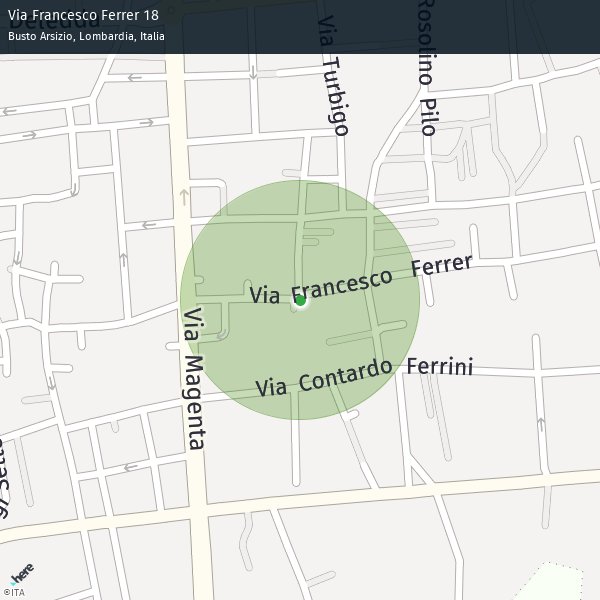 Via Francesco Ferrer 18
Busto Arsizio, Lombardia, Italia
Via Turbigo
Rosolino Pilo
Via Francesco Ferrer
Via Magenta
Via Contardo Ferrini
here
©ITA